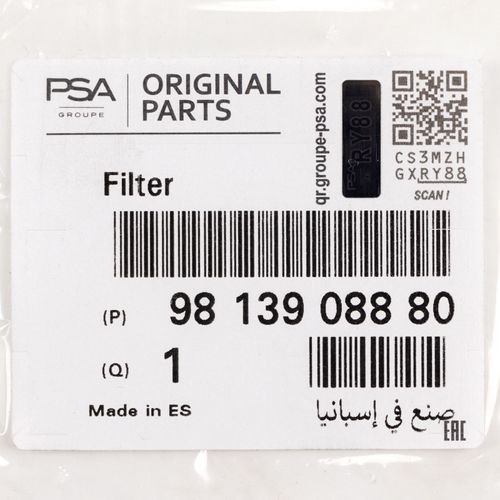 PSA
GROUPE
ORIGINAL
PARTS
qr.groupe-psa.com
PSA RY88
CS3MZH
GXRY88
SCAN!
Filter
(P) 98 139 088 80
(Q) 1
Made in ES
صنع في إسبانيا
EAC